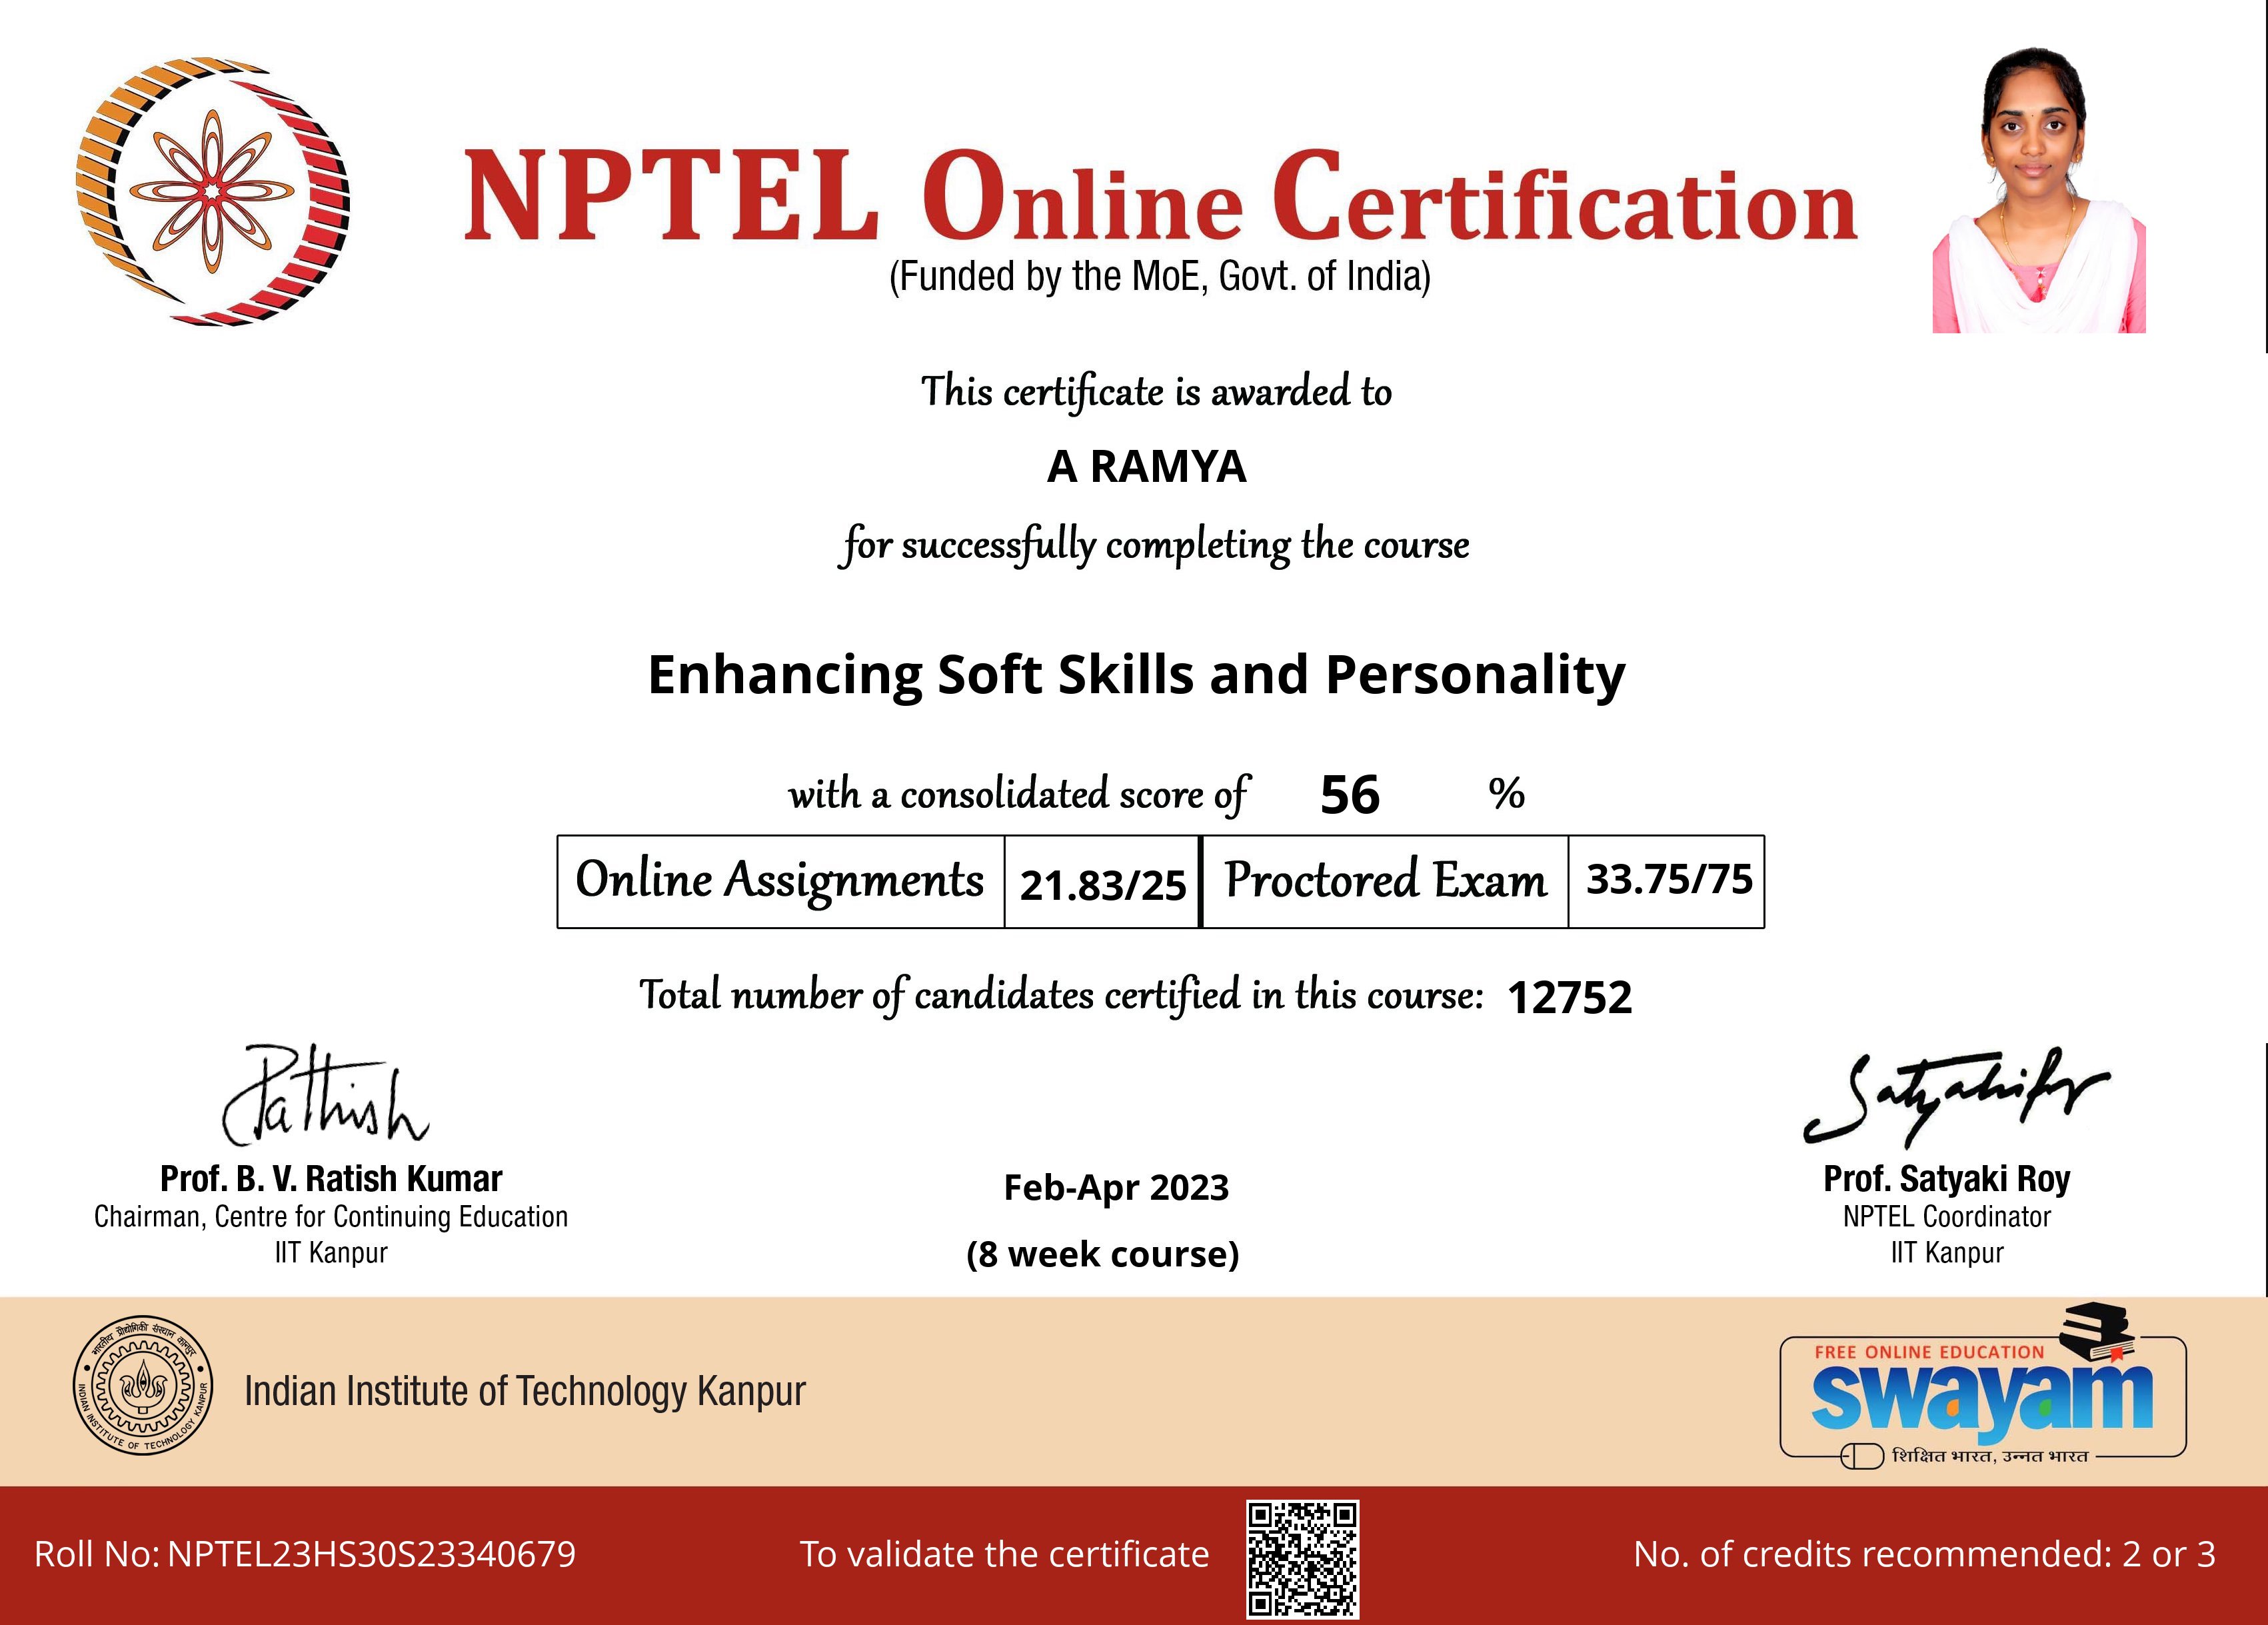 NPTEL Online Certification
(Funded by the MoE, Govt. of India)
This certificate is awarded to
A RAMYA
for successfully completing the course
Enhancing Soft Skills and Personality
with a consolidated score of 56 %
Online Assignments 21.83/25 Proctored Exam 33.75/75
Total number of candidates certified in this course: 12752
Prof. B. V. Ratish Kumar
Chairman, Centre for Continuing Education
IIT Kanpur
Feb-Apr 2023
(8 week course)
Prof. Satyaki Roy
NPTEL Coordinator
IIT Kanpur
भारतीय प्रौद्योगिकी संस्थान कानपुर
INDIAN INSTITUTE OF TECHNOLOGY KANPUR
Indian Institute of Technology Kanpur
FREE ONLINE EDUCATION
swayam
शिक्षित भारत, उन्नत भारत
Roll No: NPTEL23HS30S23340679
To validate the certificate
No. of credits recommended: 2 or 3